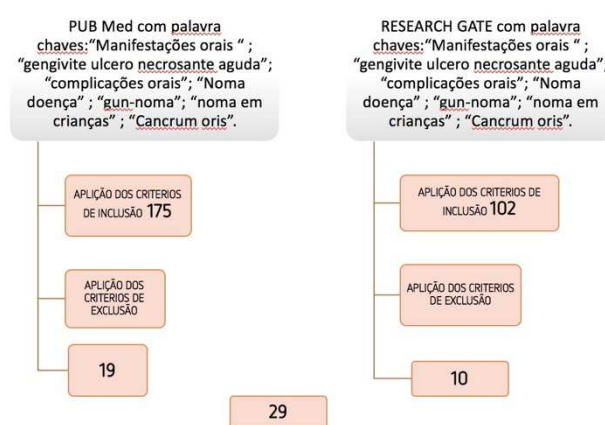 PUB Med com palavra
chaves:“Manifestações orais “ ;
“gengivite ulcero necrosante aguda”;
“complicações orais”; “Noma
doença” ; “gun-noma”; “noma em
crianças” ; “Cancrum oris”.
APLIÇÃO DOS CRITERIOS
DE INCLUSÃO 175
APLIÇÃO DOS
CRITERIOS DE
EXCLUSÃO
19
RESEARCH GATE com palavra
chaves:“Manifestações orais “ ;
“gengivite ulcero necrosante aguda”;
“complicações orais”; “Noma
doença” ; “gun-noma”; “noma em
crianças” ; “Cancrum oris”.
APLIÇÃO DOS CRITERIOS DE
INCLUSÃO 102
APLIÇÃO DOS CRITERIOS
DE EXCLUSÃO
10
29